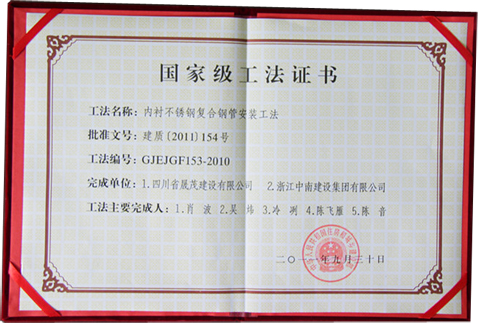 国家级工法证书
工法名称：内衬不锈钢复合钢管安装工法
批准文号：建质〔2011〕154号
工法编号：GJEJGF153-2010
完成单位：1.四川省晟茂建设有限公司 2.浙江中南建设集团有限公司
工法主要完成人：1.肖 波 2.吴 炜 3.冷 冽 4.陈飞雁 5.陈 音
二〇一一年九月三十日